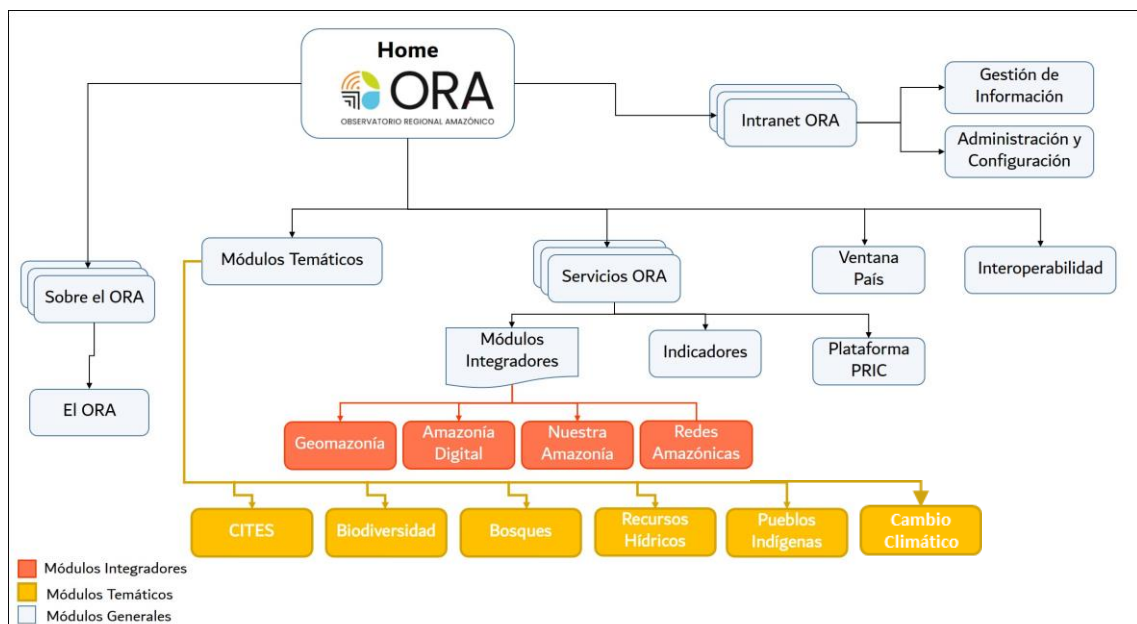 Home
ORA
OBSERVATORIO REGIONAL AMAZÓNICO
Gestión de
Información
Intranet ORA
Administración y
Configuración
Módulos Temáticos
Servicios ORA
Ventana
País
Interoperabilidad
Sobre el ORA
Módulos
Integradores
Indicadores
Plataforma
PRIC
El ORA
Geomazonía
Amazonía
Digital
Nuestra
Amazonía
Redes
Amazónicas
CITES
Biodiversidad
Bosques
Recursos
Hídricos
Pueblos
Indígenas
Cambio
Climático
Módulos Integradores
Módulos Temáticos
Módulos Generales